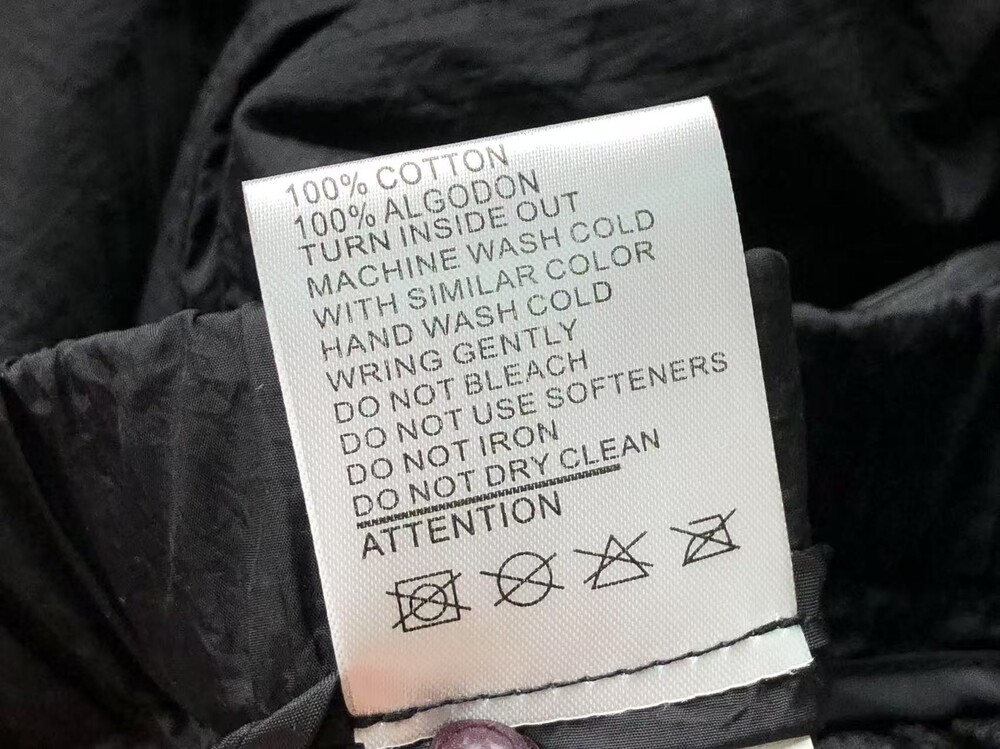 100% COTTON
100% ALGODON
TURN INSIDE OUT
MACHINE WASH COLD
WITH SIMILAR COLOR
HAND WASH COLD
WRING GENTLY
DO NOT BLEACH
DO NOT USE SOFTENERS
DO NOT IRON
DO NOT DRY CLEAN
ATTENTION